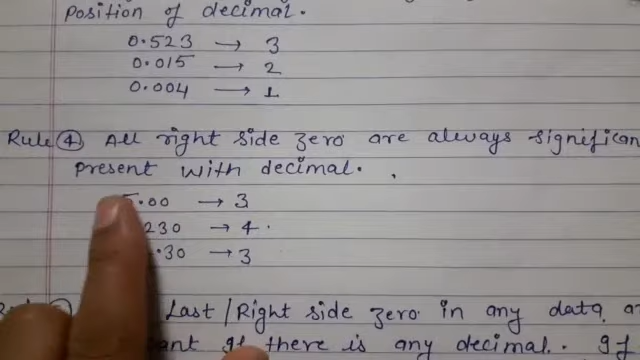 Position of decimal.
0.523 → 3
0.015 → 2
0.004 → 1
Rule ④ All right side zero are always significan
present with decimal.
5.00 → 3
230 → 4
.30 → 3
Last/Right side zero in any data a
there is any decimal. If